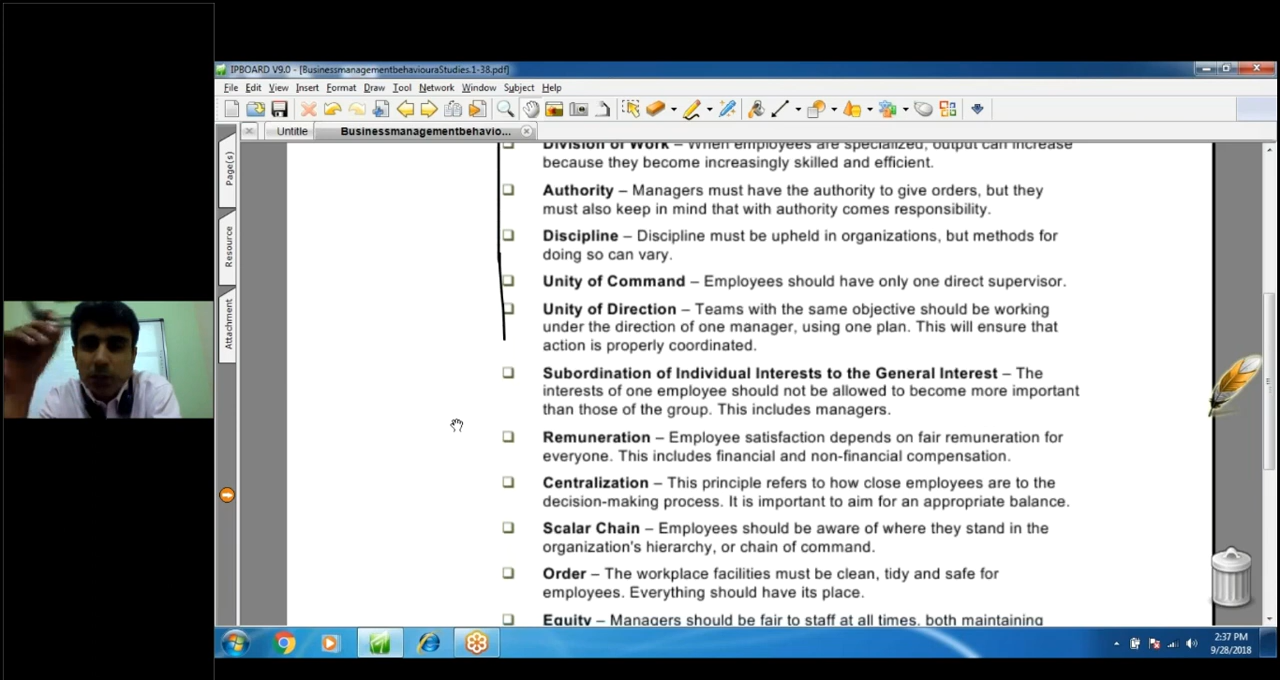 IPBOARD V9.0 - [BusinessmanagementbehaviouraStudies.1-38.pdf]
File Edit View Insert Format Draw Tool Network Window Subject Help
Untitle Businessmanagementbehavio...
Page(s)
Resource
Attachment
Division of Work – When employees are specialized, output can increase
because they become increasingly skilled and efficient.
Authority – Managers must have the authority to give orders, but they
must also keep in mind that with authority comes responsibility.
Discipline – Discipline must be upheld in organizations, but methods for
doing so can vary.
Unity of Command – Employees should have only one direct supervisor.
Unity of Direction – Teams with the same objective should be working
under the direction of one manager, using one plan. This will ensure that
action is properly coordinated.
Subordination of Individual Interests to the General Interest – The
interests of one employee should not be allowed to become more important
than those of the group. This includes managers.
Remuneration – Employee satisfaction depends on fair remuneration for
everyone. This includes financial and non-financial compensation.
Centralization – This principle refers to how close employees are to the
decision-making process. It is important to aim for an appropriate balance.
Scalar Chain – Employees should be aware of where they stand in the
organization's hierarchy, or chain of command.
Order – The workplace facilities must be clean, tidy and safe for
employees. Everything should have its place.
Equity – Managers should be fair to staff at all times, both maintaining
2:37 PM
9/28/2018